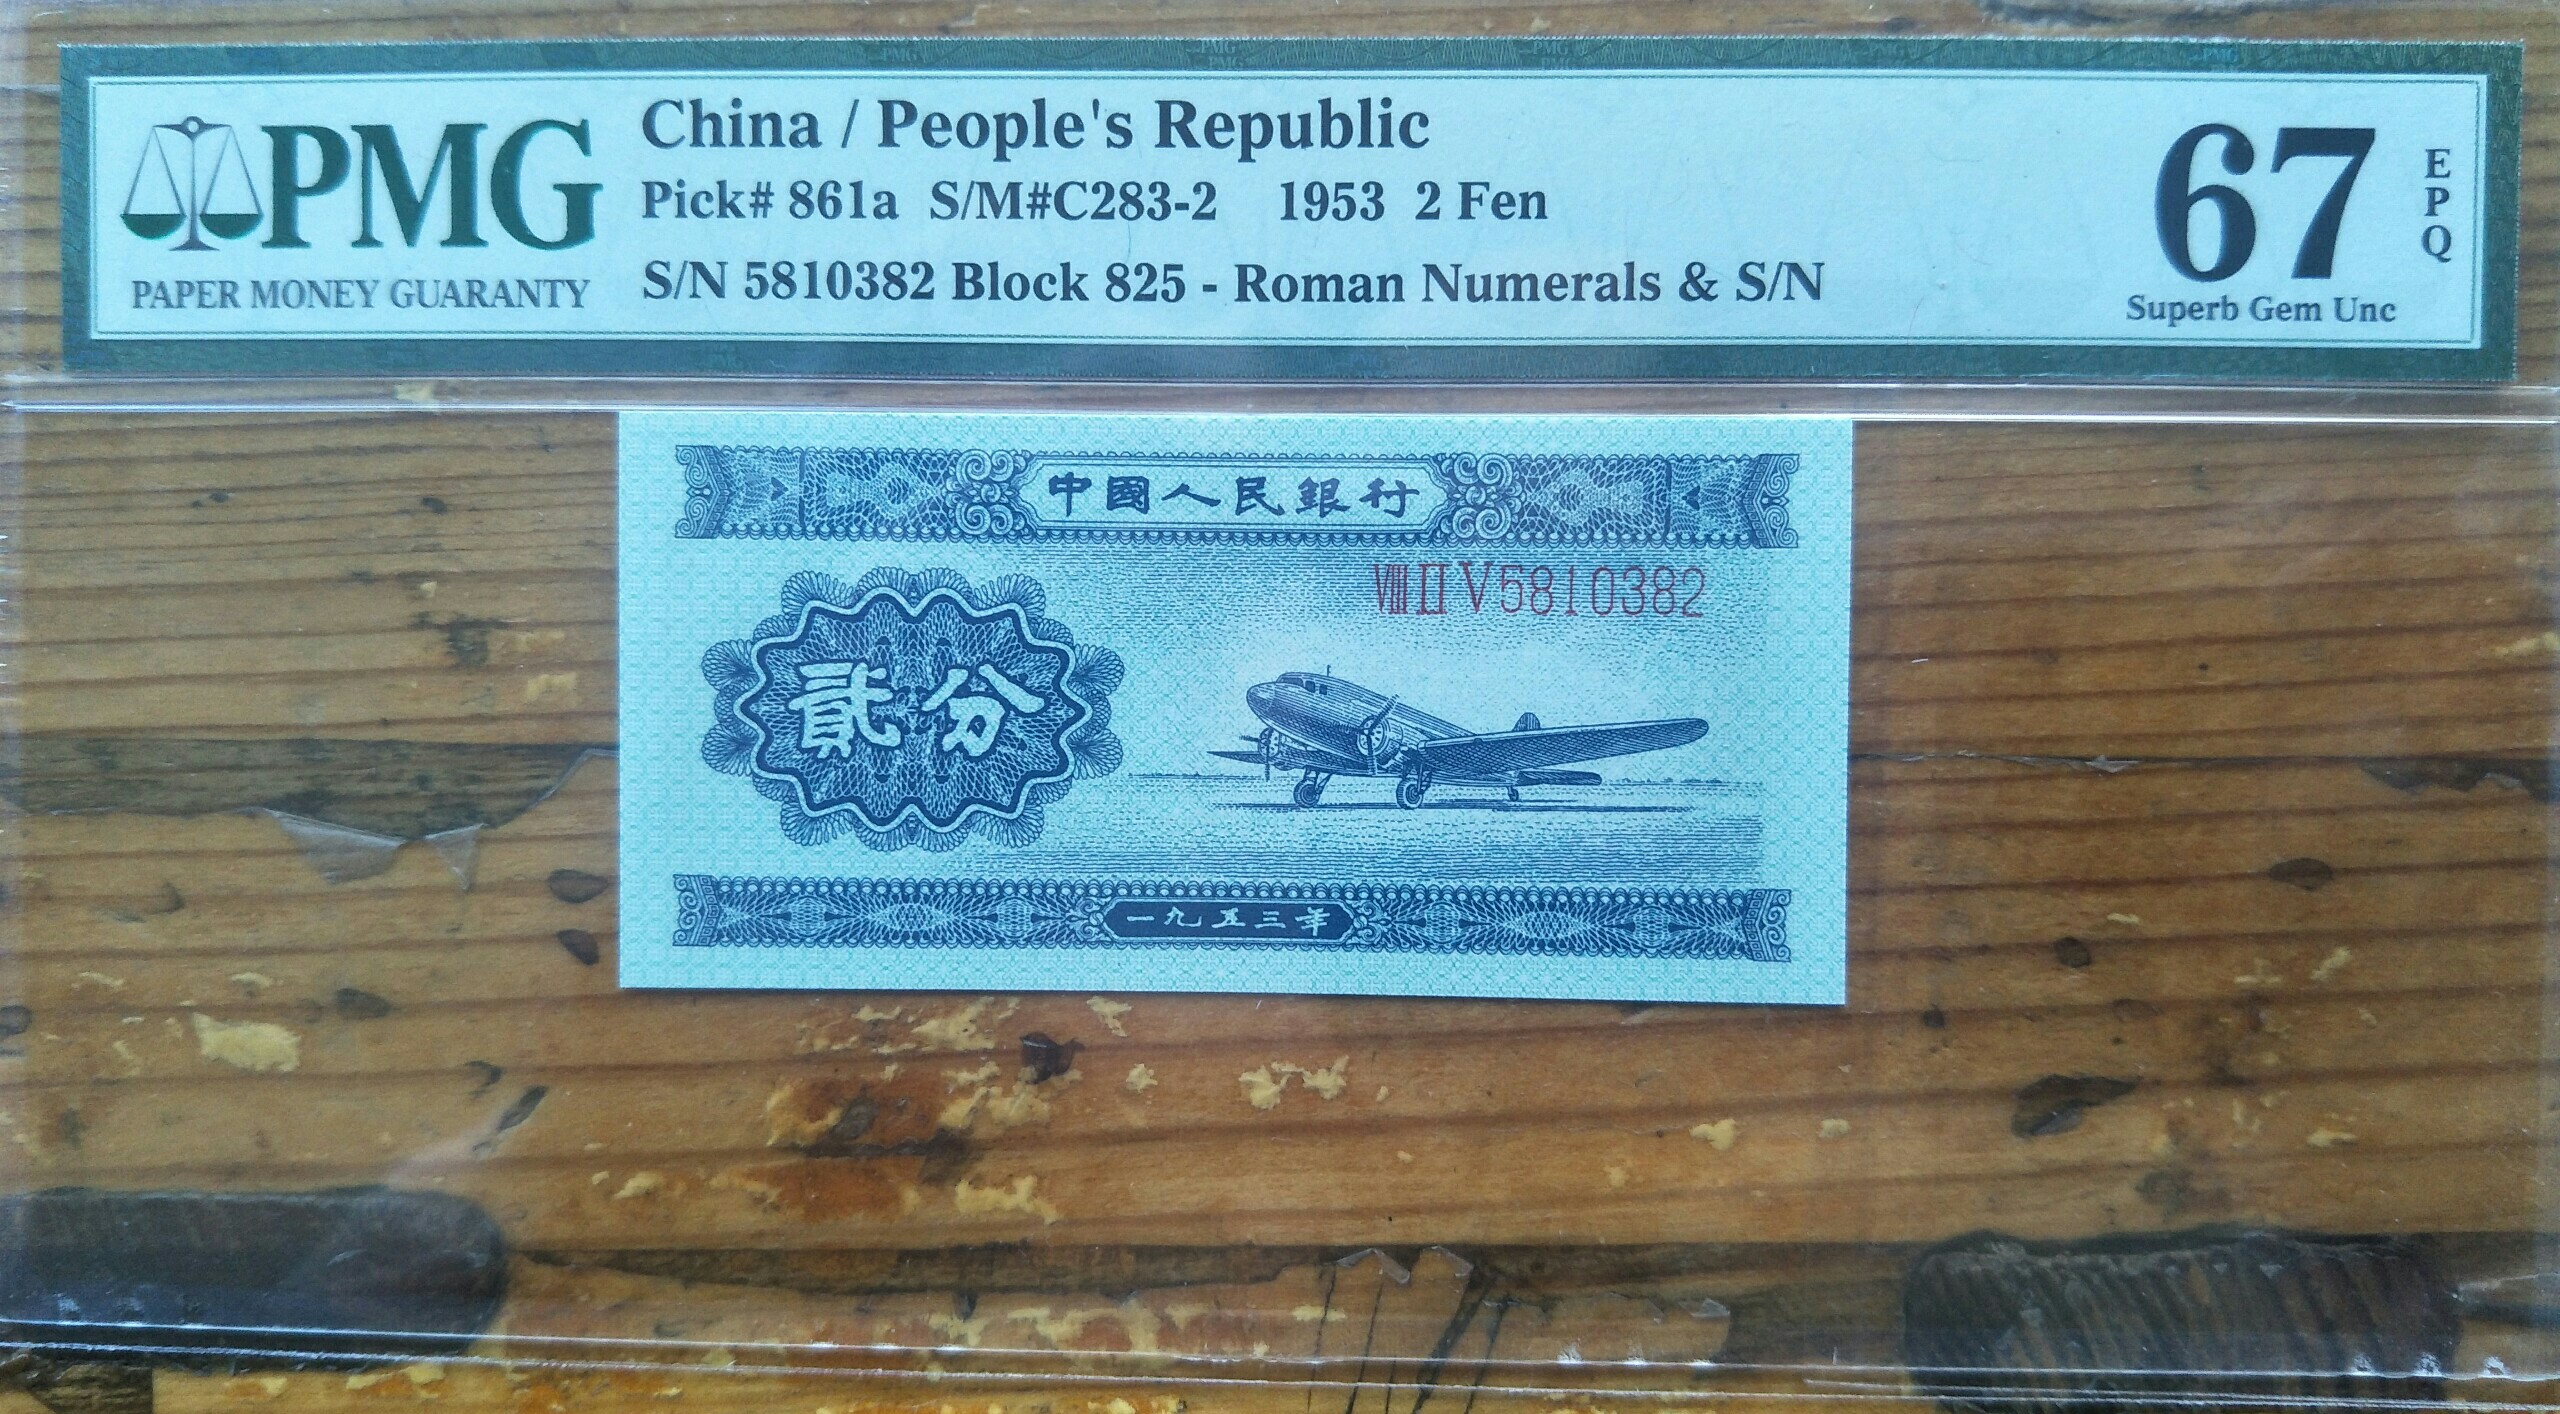 PMG
PAPER MONEY GUARANTY
China / People's Republic
Pick# 861a S/M#C283-2 1953 2 Fen
S/N 5810382 Block 825 - Roman Numerals & S/N
67
EPQ
Superb Gem Unc
中國人民銀行
ⅧⅡⅤ5810382
貳分
一九五三年